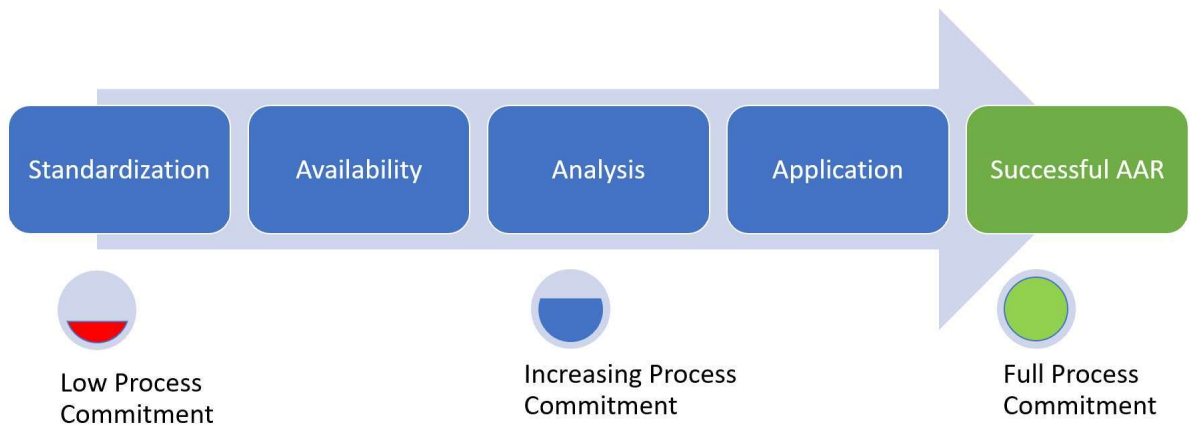 Standardization
Availability
Analysis
Application
Successful AAR
Low Process
Commitment
Increasing Process
Commitment
Full Process
Commitment